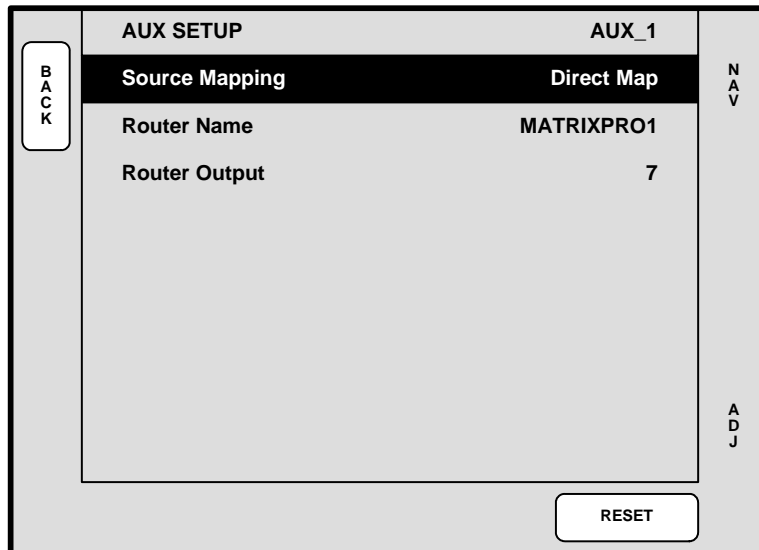 AUX SETUP AUX_1
BACK
Source Mapping Direct Map
NAV
Router Name MATRIXPRO1
Router Output 7
ADJ
RESET